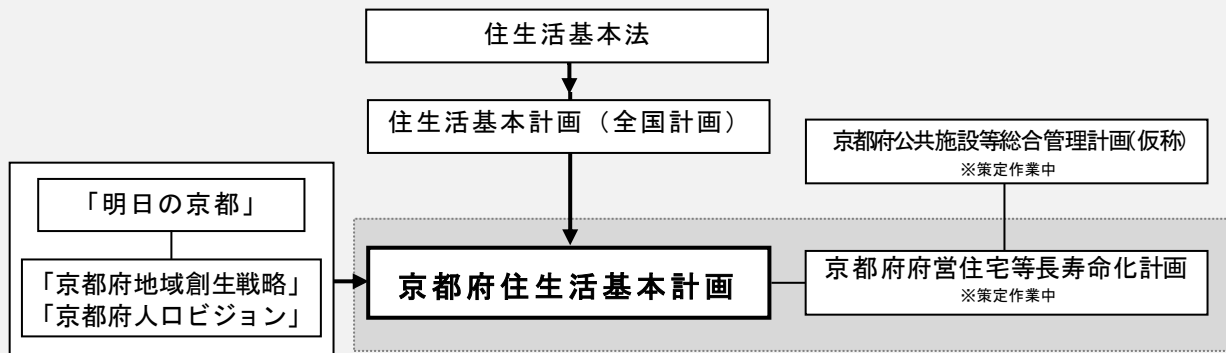 住生活基本法
住生活基本計画（全国計画）
京都府公共施設等総合管理計画(仮称)
※策定作業中
「明日の京都」
「京都府地域創生戦略」
「京都府人口ビジョン」
京都府住生活基本計画
京都府府営住宅等長寿命化計画
※策定作業中